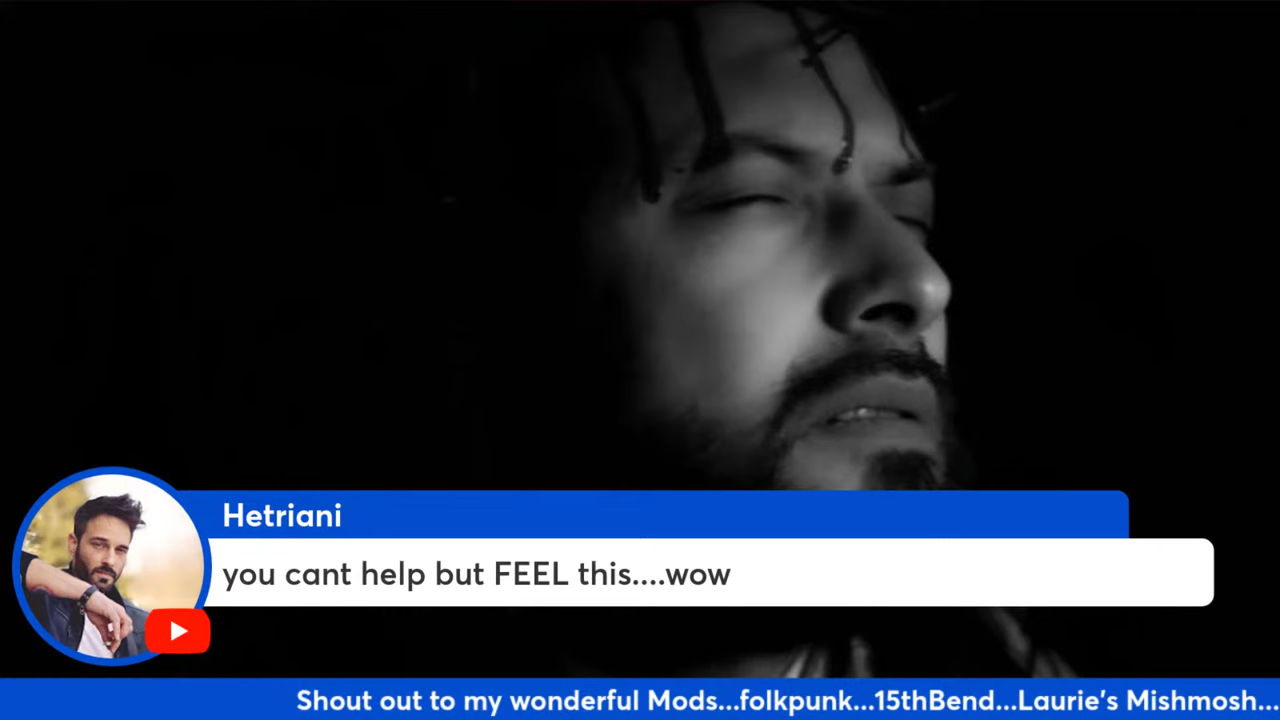 Hetriani
you cant help but FEEL this....wow
Shout out to my wonderful Mods...folkpunk...15thBend...Laurie's Mishmosh...